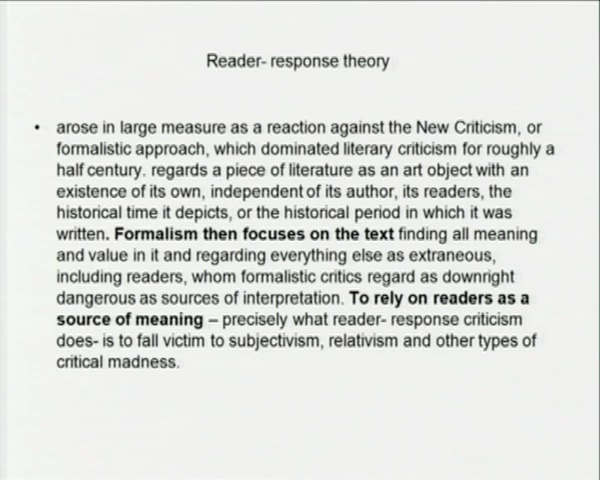 Reader- response theory
• arose in large measure as a reaction against the New Criticism, or
formalistic approach, which dominated literary criticism for roughly a
half century. regards a piece of literature as an art object with an
existence of its own, independent of its author, its readers, the
historical time it depicts, or the historical period in which it was
written. Formalism then focuses on the text finding all meaning
and value in it and regarding everything else as extraneous,
including readers, whom formalistic critics regard as downright
dangerous as sources of interpretation. To rely on readers as a
source of meaning – precisely what reader- response criticism
does- is to fall victim to subjectivism, relativism and other types of
critical madness.